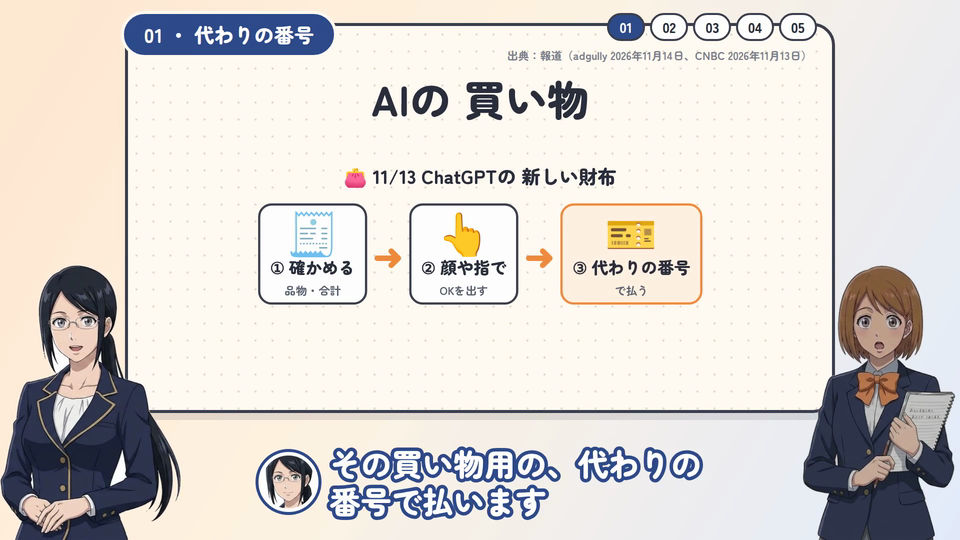 01 ・ 代わりの番号
01 02 03 04 05
出典：報道（adgully 2026年11月14日、CNBC 2026年11月13日）
AIの 買い物
11/13 ChatGPTの 新しい財布
① 確かめる
品物・合計
② 顔や指で
OKを出す
③ 代わりの番号
で払う
その買い物用の、代わりの
番号で払います